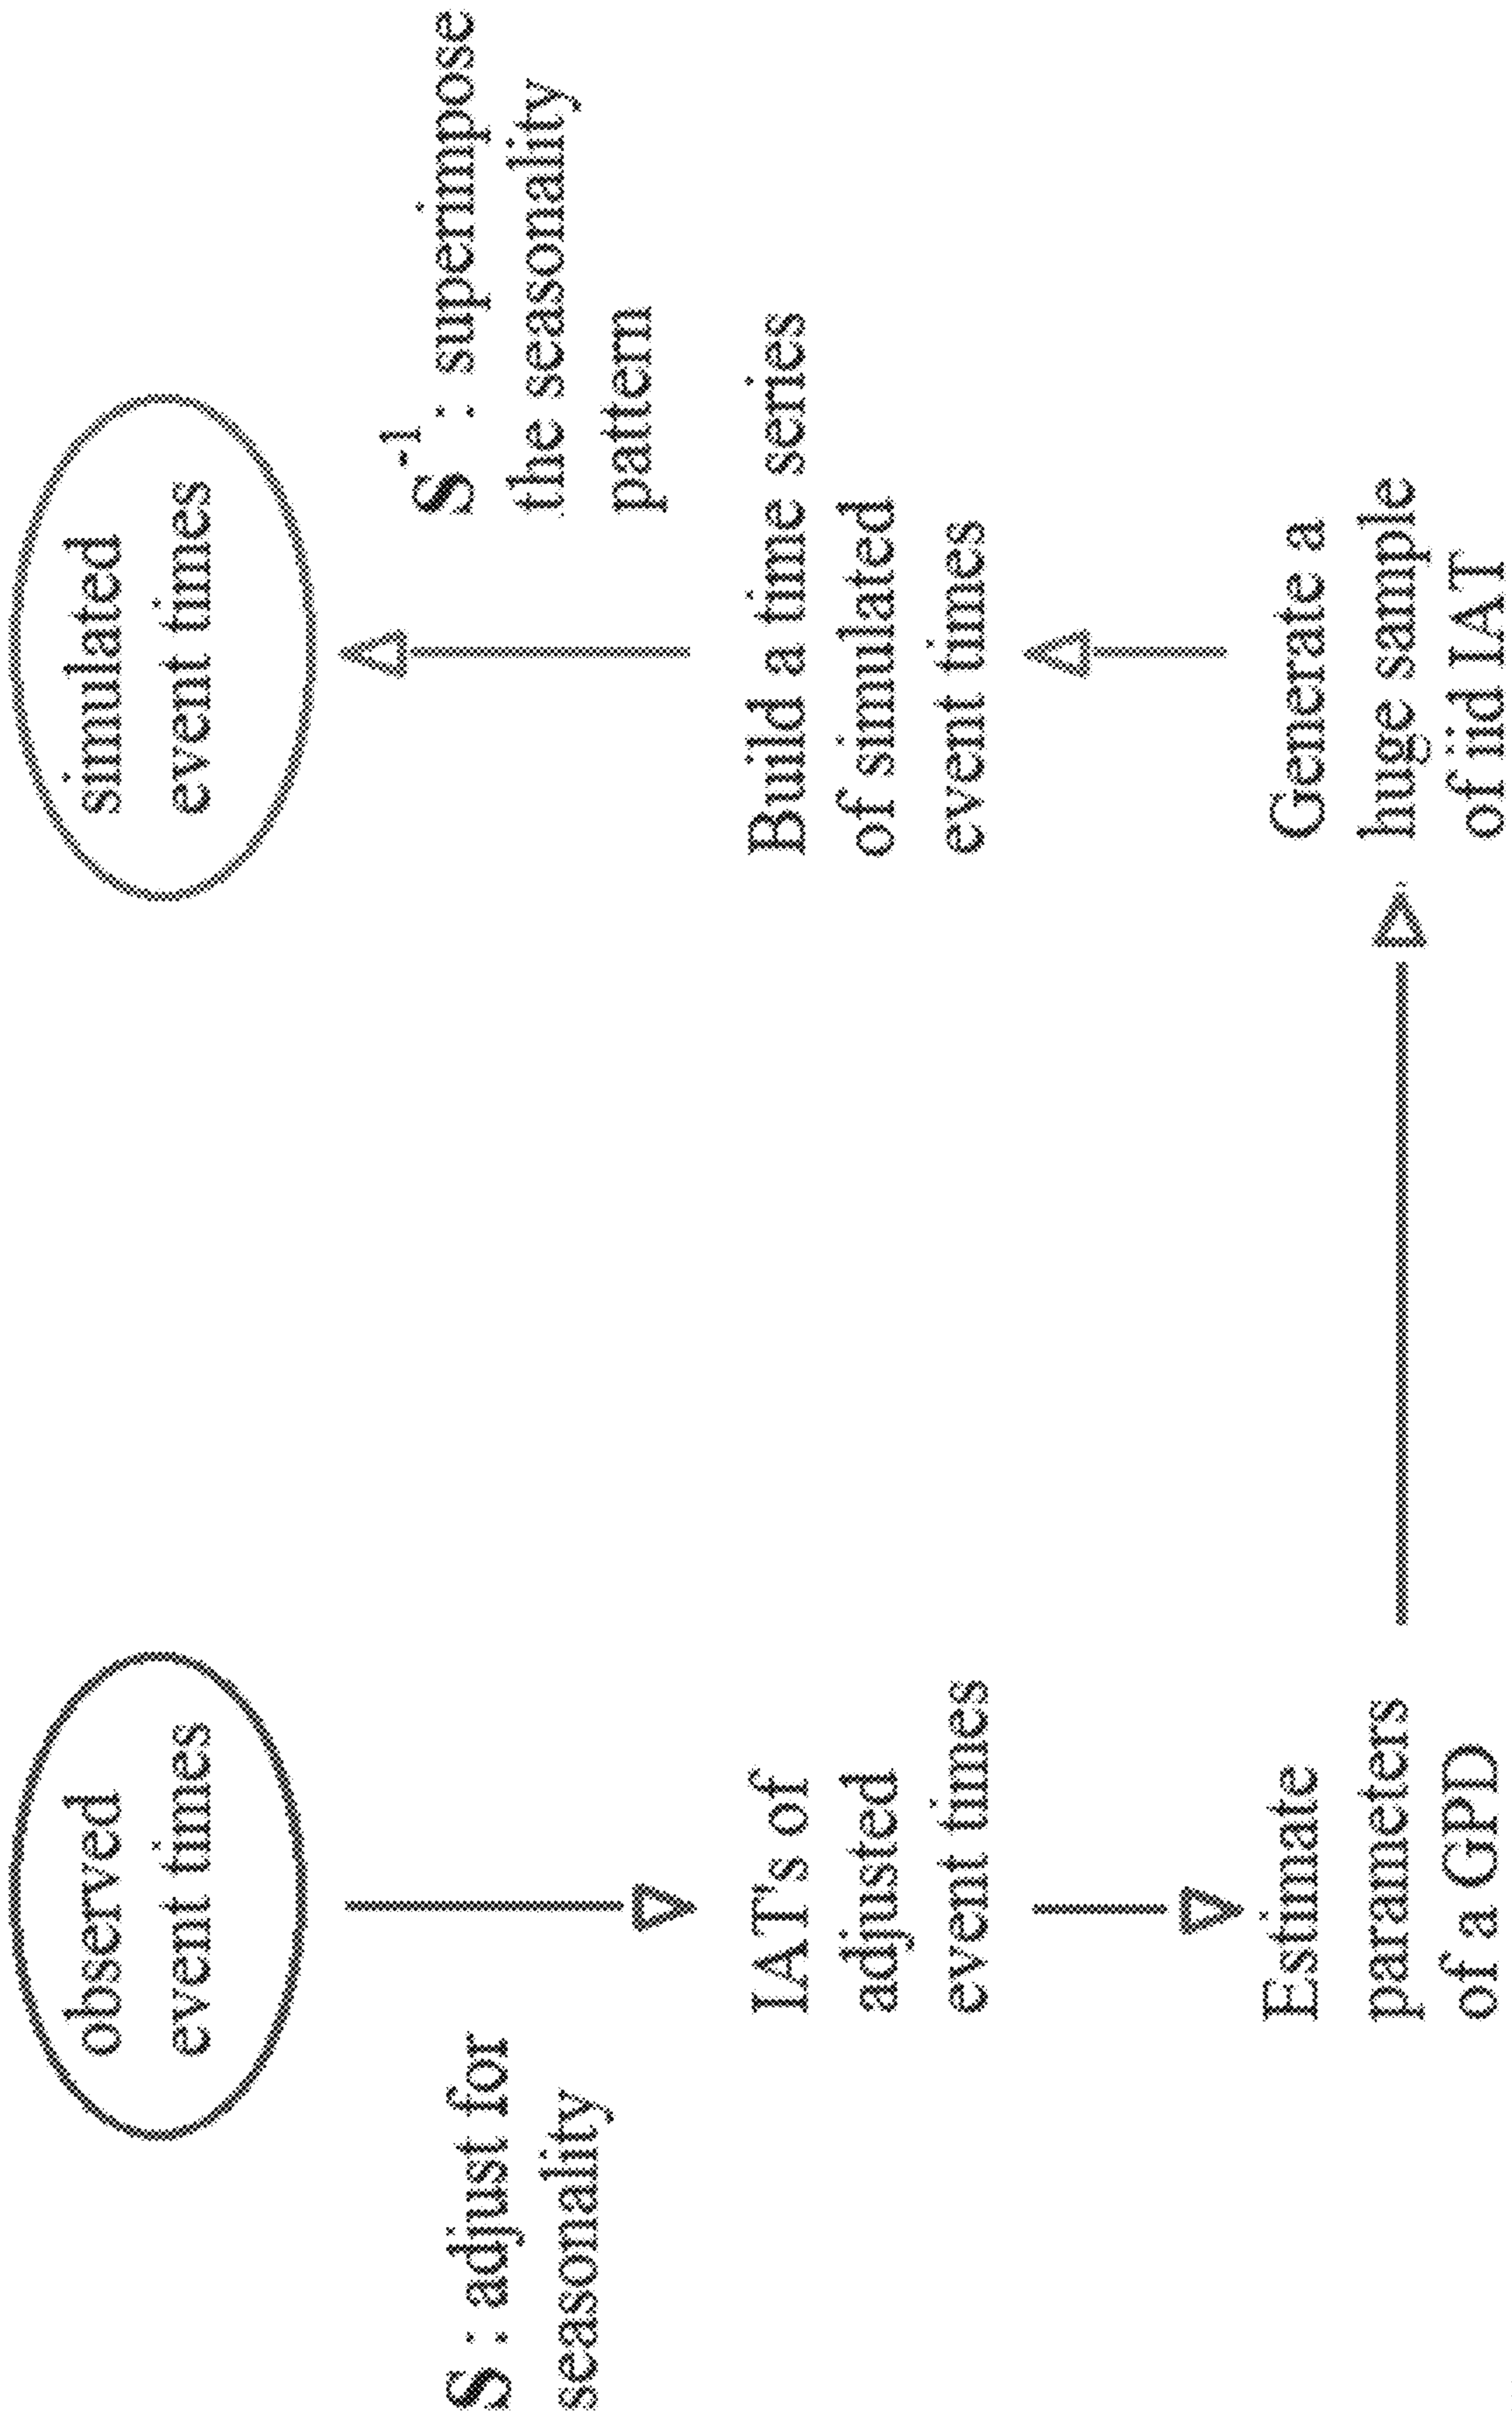 observed
event times
S : adjust for
seasonality
IAT's of
adjusted
event times
Estimate
parameters
of a GPD
Generate a
huge sample
of iid IAT
Build a time series
of simulated
event times
S-1 : superimpose
the seasonality
pattern
simulated
event times